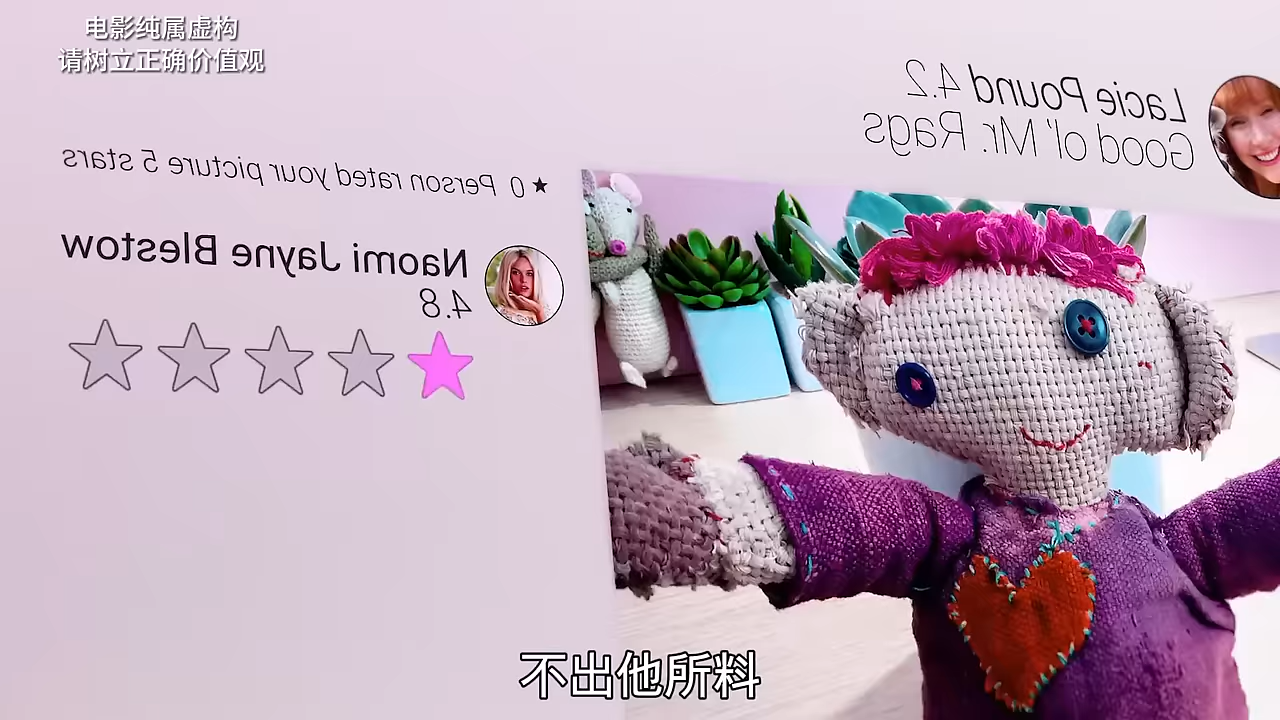 电影纯属虚构
请树立正确价值观
Lacie Pound 4.2
Good ol' Mr. Rags
★ 0 Person rated your picture 5 stars
Naomi Jayne Blestow
4.8
不出他所料